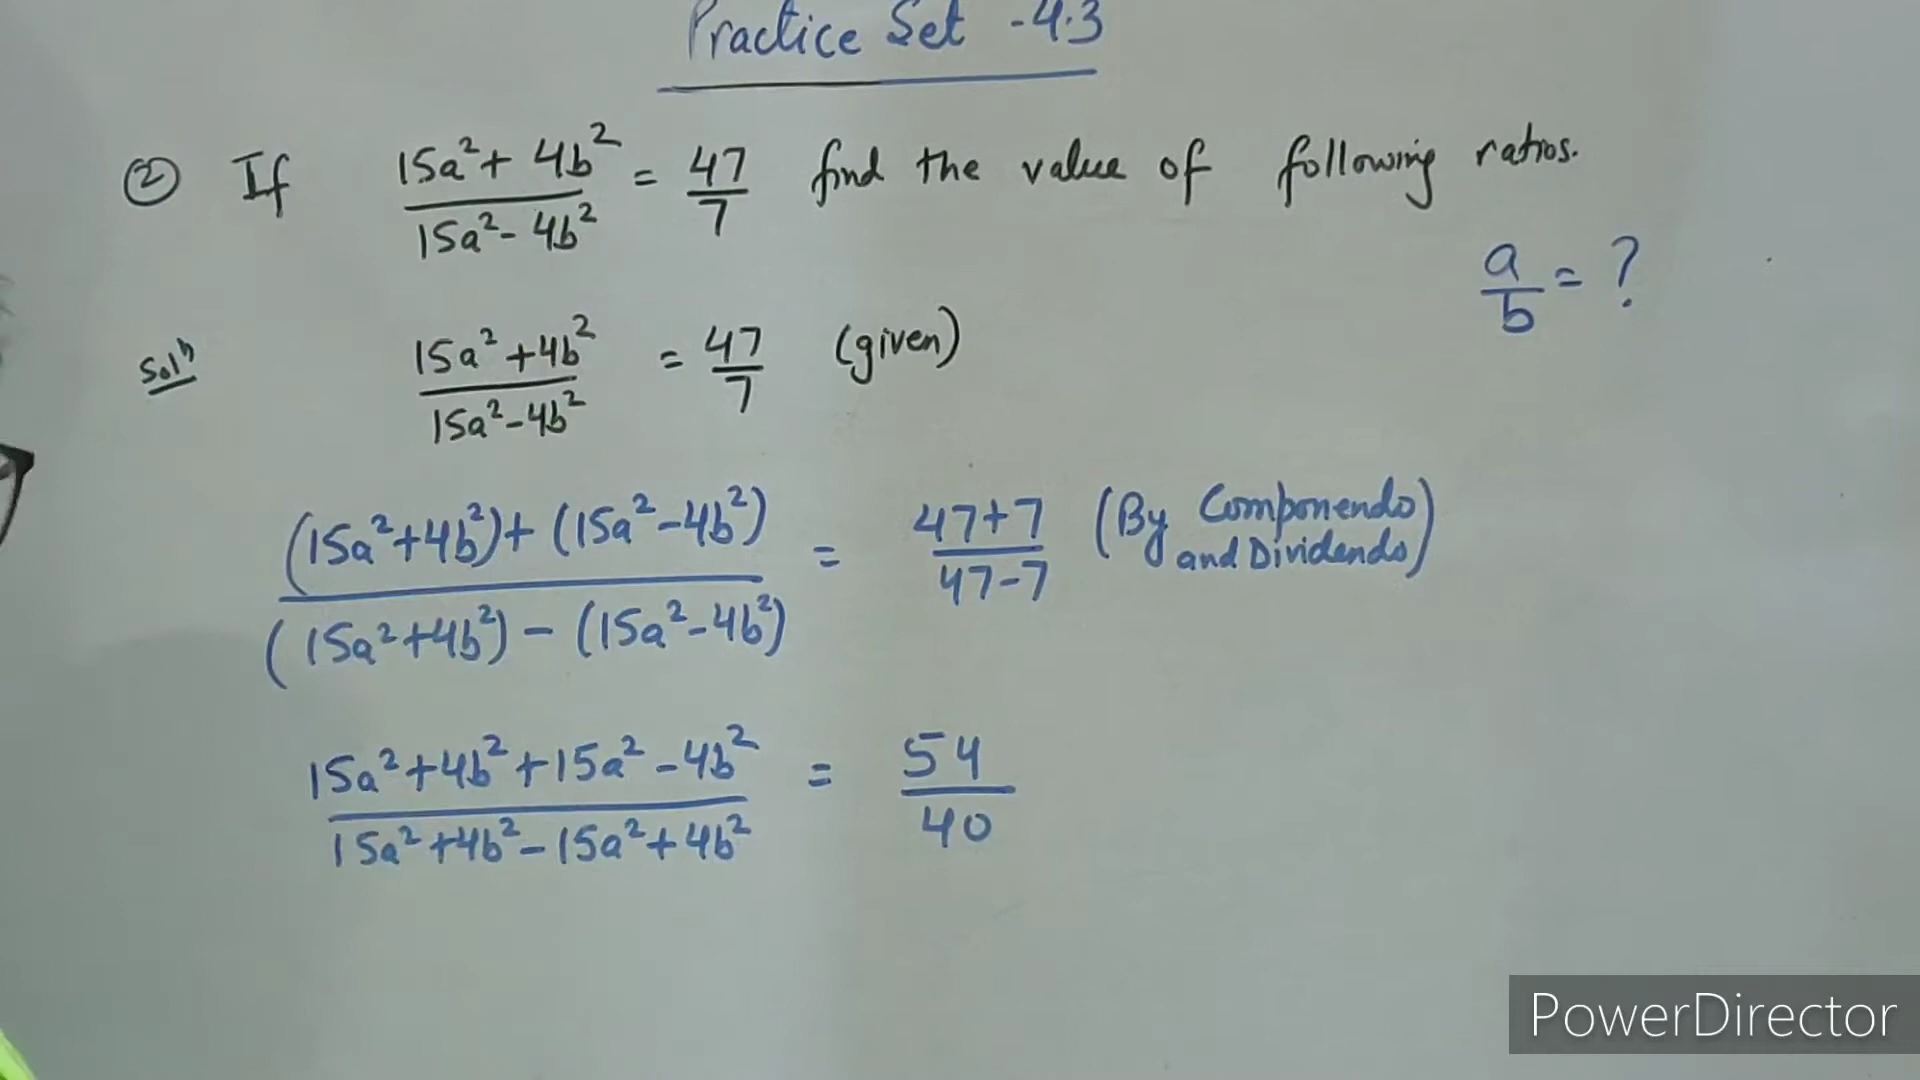 Practice Set - 4.3
② If (15a² + 4b²)/(15a² - 4b²) = 47/7 find the value of following ratios.
a/b = ?
Solⁿ (15a² + 4b²)/(15a² - 4b²) = 47/7 (given)
((15a² + 4b²) + (15a² - 4b²))/((15a² + 4b²) - (15a² - 4b²)) = (47+7)/(47-7) (By Componendo and Dividendo)
(15a² + 4b² + 15a² - 4b²)/(15a² + 4b² - 15a² + 4b²) = 54/40
PowerDirector